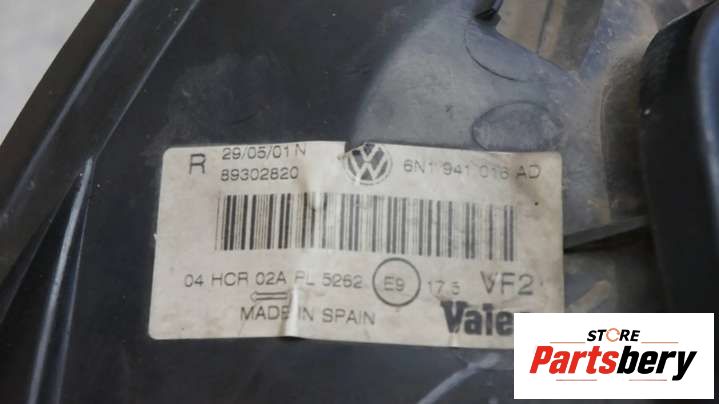 R 29/05/01 N
89302820
6N1 941 016 AD
04 HCR 02A PL 5262 E9 17.5 VF2
MADE IN SPAIN
STORE
Partsbery